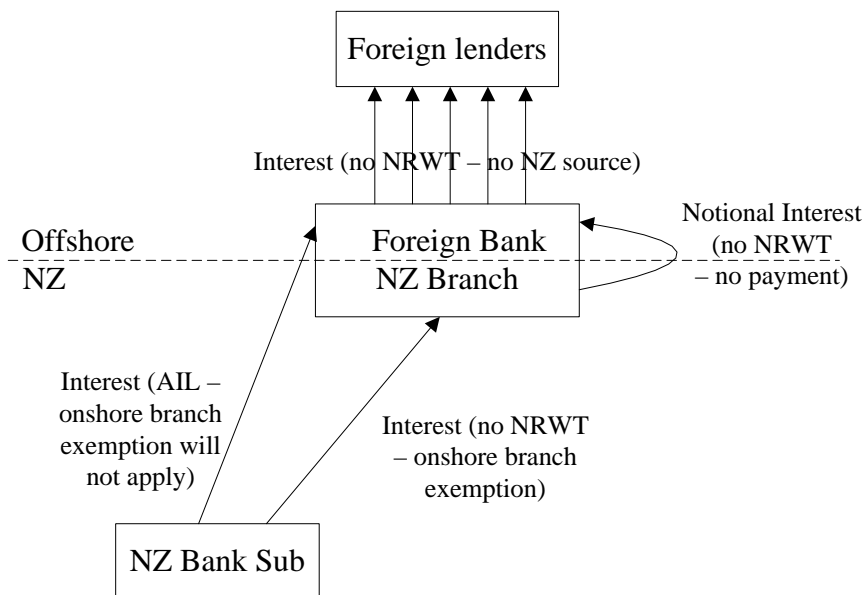 Foreign lenders
Interest (no NRWT – no NZ source)
Offshore
NZ
Foreign Bank
NZ Branch
Notional Interest
(no NRWT
– no payment)
Interest (AIL –
onshore branch
exemption will
not apply)
Interest (no NRWT
– onshore branch
exemption)
NZ Bank Sub